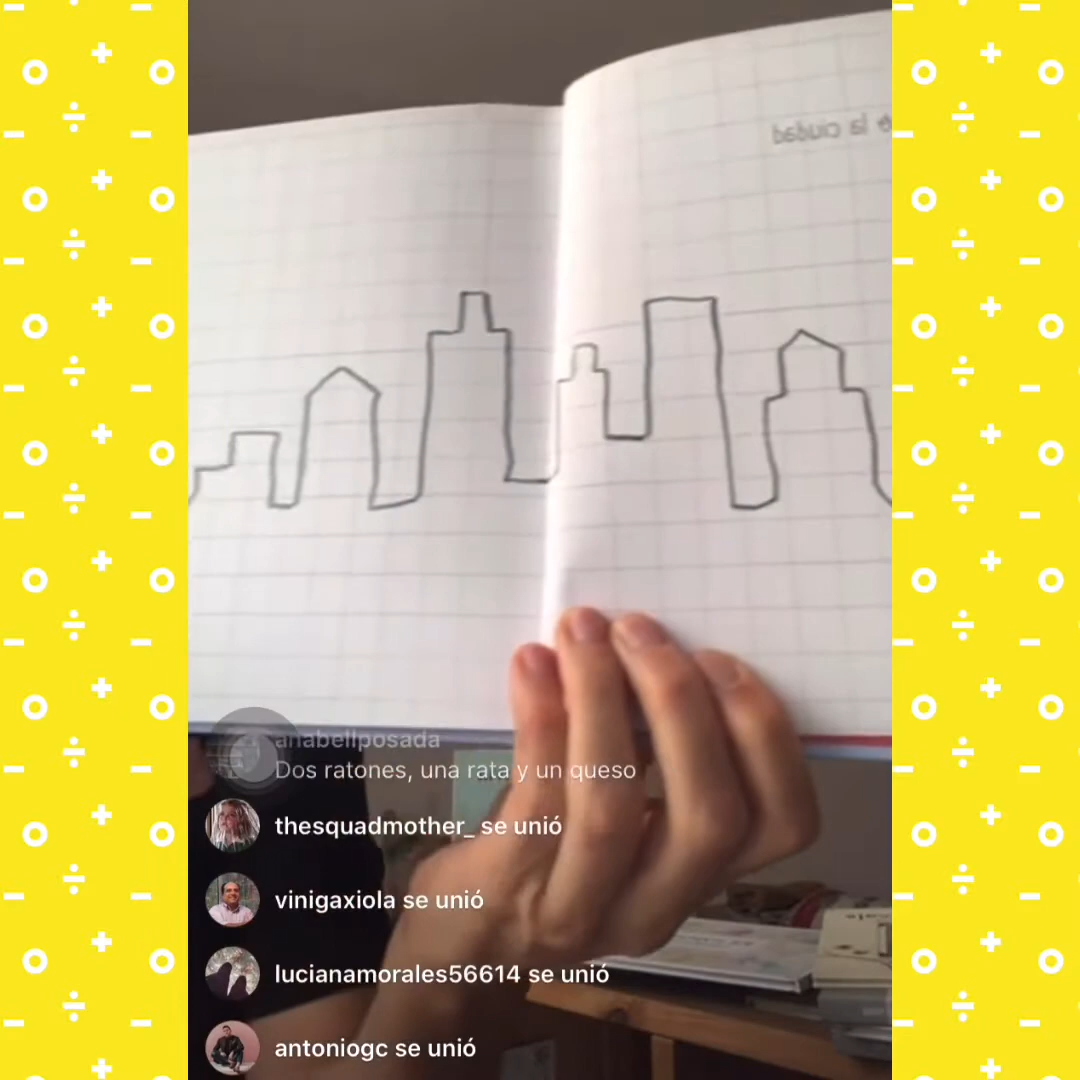 e la ciudad
anabellposada
Dos ratones, una rata y un queso
thesquadmother_ se unió
vinigaxiola se unió
lucianamorales56614 se unió
antoniogc se unió